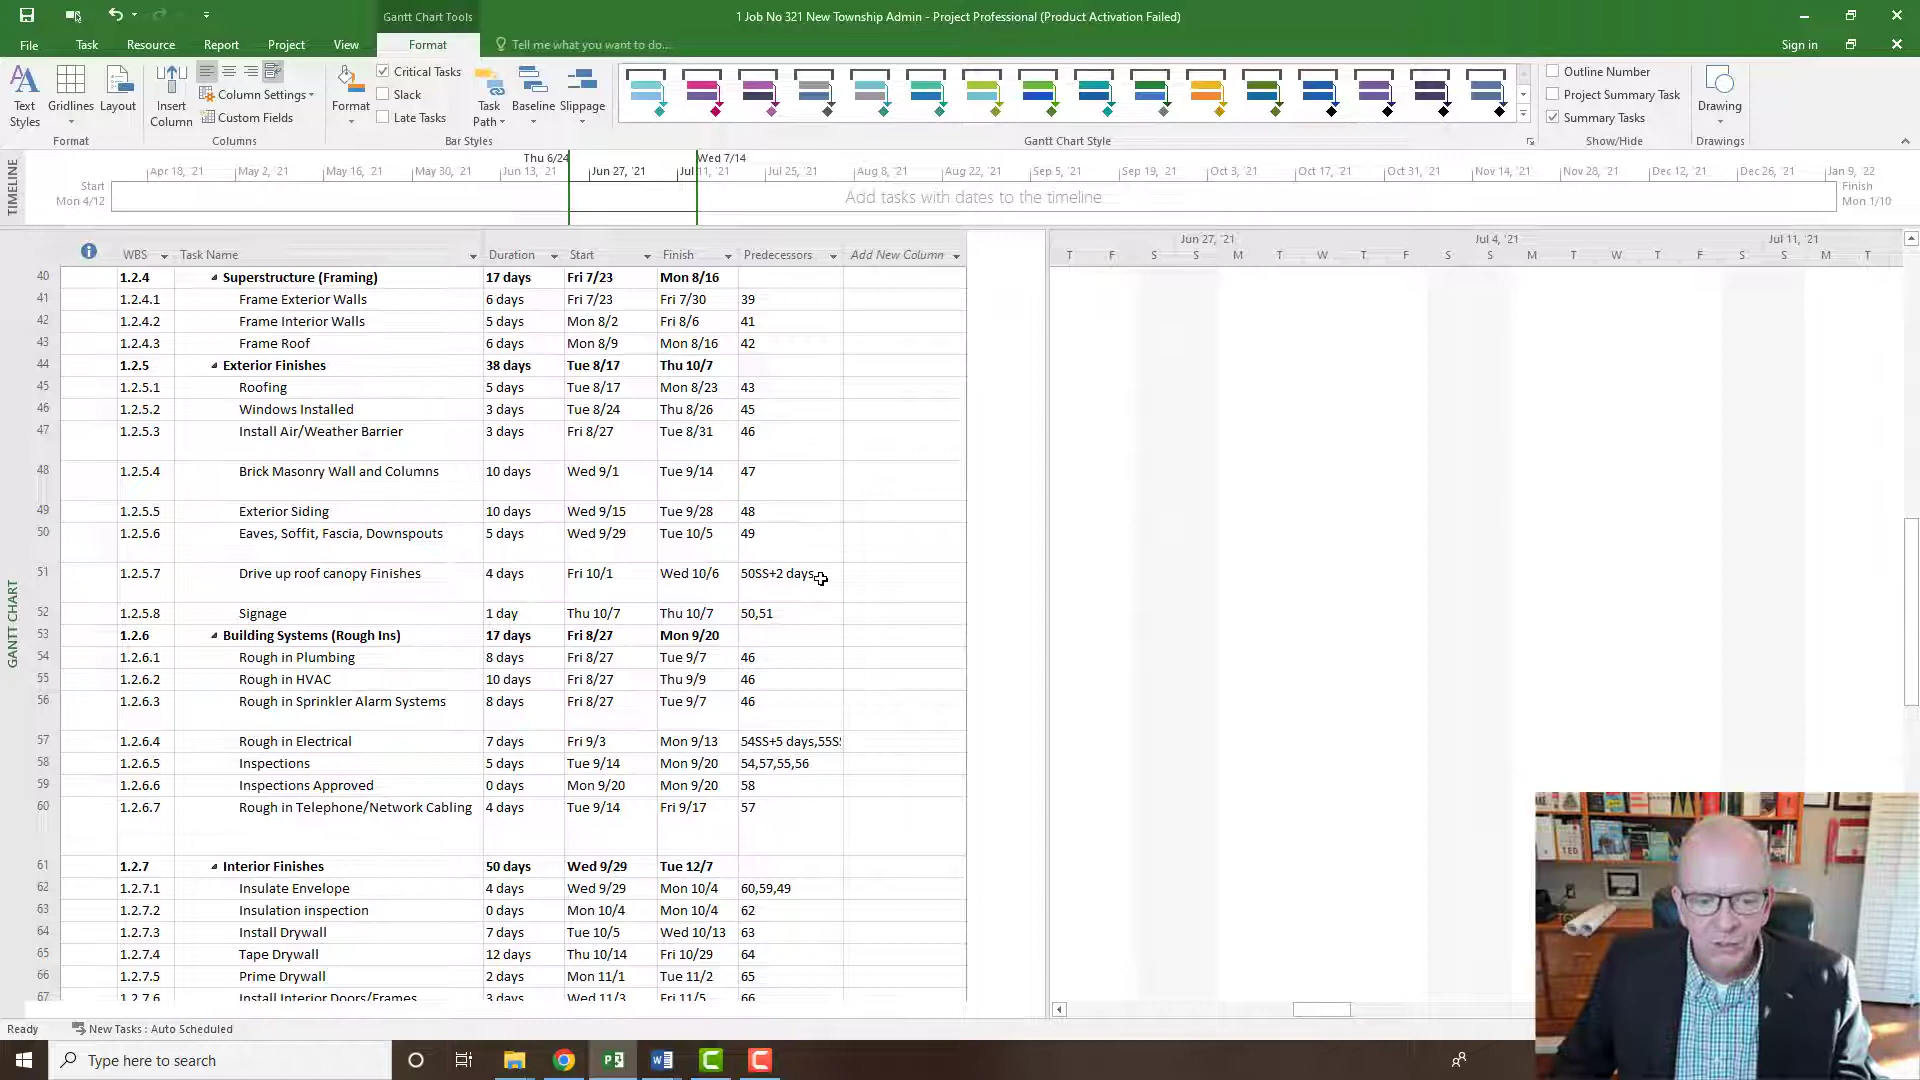 Gantt Chart Tools
1 Job No 321 New Township Admin - Project Professional (Product Activation Failed)
File Task Resource Report Project View Format Tell me what you want to do... Sign in
Text Styles
Gridlines
Layout
Format
Insert Column
Column Settings
Custom Fields
Columns
Format
Critical Tasks
Slack
Late Tasks
Task Path
Baseline
Slippage
Bar Styles
Gantt Chart Style
Outline Number
Project Summary Task
Summary Tasks
Show/Hide
Drawing
Drawings
TIMELINE
Thu 6/24 Wed 7/14
Apr 18, '21 May 2, '21 May 16, '21 May 30, '21 Jun 13, '21 Jun 27, '21 Jul 11, '21 Jul 25, '21 Aug 8, '21 Aug 22, '21 Sep 5, '21 Sep 19, '21 Oct 3, '21 Oct 17, '21 Oct 31, '21 Nov 14, '21 Nov 28, '21 Dec 12, '21 Dec 26, '21 Jan 9, '22
Start
Mon 4/12
Add tasks with dates to the timeline
Finish
Mon 1/10
GANTT CHART
WBS Task Name Duration Start Finish Predecessors Add New Column
40 1.2.4 Superstructure (Framing) 17 days Fri 7/23 Mon 8/16
41 1.2.4.1 Frame Exterior Walls 6 days Fri 7/23 Fri 7/30 39
42 1.2.4.2 Frame Interior Walls 5 days Mon 8/2 Fri 8/6 41
43 1.2.4.3 Frame Roof 6 days Mon 8/9 Mon 8/16 42
44 1.2.5 Exterior Finishes 38 days Tue 8/17 Thu 10/7
45 1.2.5.1 Roofing 5 days Tue 8/17 Mon 8/23 43
46 1.2.5.2 Windows Installed 3 days Tue 8/24 Thu 8/26 45
47 1.2.5.3 Install Air/Weather Barrier 3 days Fri 8/27 Tue 8/31 46
48 1.2.5.4 Brick Masonry Wall and Columns 10 days Wed 9/1 Tue 9/14 47
49 1.2.5.5 Exterior Siding 10 days Wed 9/15 Tue 9/28 48
50 1.2.5.6 Eaves, Soffit, Fascia, Downspouts 5 days Wed 9/29 Tue 10/5 49
51 1.2.5.7 Drive up roof canopy Finishes 4 days Fri 10/1 Wed 10/6 50SS+2 days
52 1.2.5.8 Signage 1 day Thu 10/7 Thu 10/7 50,51
53 1.2.6 Building Systems (Rough Ins) 17 days Fri 8/27 Mon 9/20
54 1.2.6.1 Rough in Plumbing 8 days Fri 8/27 Tue 9/7 46
55 1.2.6.2 Rough in HVAC 10 days Fri 8/27 Thu 9/9 46
56 1.2.6.3 Rough in Sprinkler Alarm Systems 8 days Fri 8/27 Tue 9/7 46
57 1.2.6.4 Rough in Electrical 7 days Fri 9/3 Mon 9/13 54SS+5 days,55S
58 1.2.6.5 Inspections 5 days Tue 9/14 Mon 9/20 54,57,55,56
59 1.2.6.6 Inspections Approved 0 days Mon 9/20 Mon 9/20 58
60 1.2.6.7 Rough in Telephone/Network Cabling 4 days Tue 9/14 Fri 9/17 57
61 1.2.7 Interior Finishes 50 days Wed 9/29 Tue 12/7
62 1.2.7.1 Insulate Envelope 4 days Wed 9/29 Mon 10/4 60,59,49
63 1.2.7.2 Insulation inspection 0 days Mon 10/4 Mon 10/4 62
64 1.2.7.3 Install Drywall 7 days Tue 10/5 Wed 10/13 63
65 1.2.7.4 Tape Drywall 12 days Thu 10/14 Fri 10/29 64
66 1.2.7.5 Prime Drywall 2 days Mon 11/1 Tue 11/2 65
67 1.2.7.6 Install Interior Doors/Frames 3 days Wed 11/3 Fri 11/5 66
Jun 27, '21 Jul 4, '21 Jul 11, '21
T F S S M T W T F S S M T W T F S S M T
Ready New Tasks : Auto Scheduled
Type here to search
TED